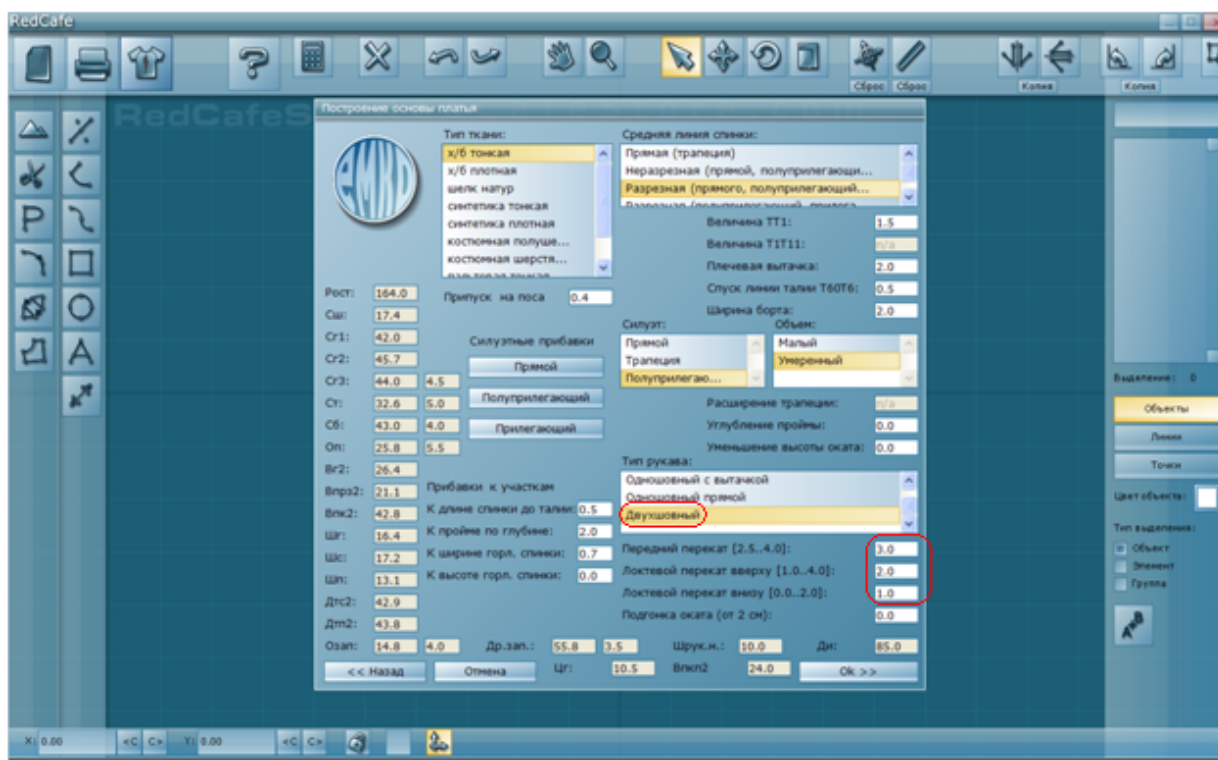 RedCafe
Сброс Сброс Копия Копия
RedCafeS
Построение основы платья
Тип ткани: Средняя линия спинки:
х/б тонкая Прямая (трапеция)
х/б плотная Неразрезная (прямой, полуприлегающи...
шелк натур Разрезная (прямого, полуприлегающий...
синтетика тонкая
синтетика плотная Величина ТТ1: 1.5
костюмная полуше... Величина Т1Т11: n/a
костюмная шерстя... Плечевая вытачка: 2.0
пальтовая тонкая
Рост: 164.0 Припуск на поса 0.4 Спуск линии талии Т60Т6: 0.5
Сш: 17.4 Ширина борта: 2.0
Силуэт: Объем:
Сг1: 42.0 Силуэтные прибавки Прямой Малый
Сг2: 45.7 Прямой Трапеция Умеренный
Сг3: 44.0 4.5 Полуприлегаю...
Ст: 32.6 5.0 Полуприлегающий Расширение трапеции: n/a
Сб: 43.0 4.0 Прилегающий Углубление проймы: 0.0
Оп: 25.8 5.5 Уменьшение высоты оката: 0.0
Вг2: 26.4 Тип рукава:
Впрз2: 21.1 Прибавки к участкам Одношовный с вытачкой
Одношовный прямой
Впк2: 42.8 К длине спинки до талии: 0.5 Двухшовный
Шг: 16.4 К пройме по глубине: 2.0
Шс: 17.2 К ширине горл. спинки: 0.7 Передний перекат [2.5..4.0]: 3.0
Шп: 13.1 К высоте горл. спинки: 0.0 Локтевой перекат вверху [1.0..4.0]: 2.0
Дтс2: 42.9 Локтевой перекат внизу [0.0..2.0]: 1.0
Дтп2: 43.8 Подгонка оката (от 2 см): 0.0
Озап: 14.8 4.0 Др.зап.: 55.8 3.5 Шрук.н.: 10.0 Ди: 85.0
<< Назад Отмена Цг: 10.5 Впкп2 24.0 Ok >>
Выделение: 0
Объекты
Линии
Точки
Цвет объекта:
Тип выделения:
Объект
Элемент
Группа
X: 0.00 <C C> Y: 0.00 <C C>